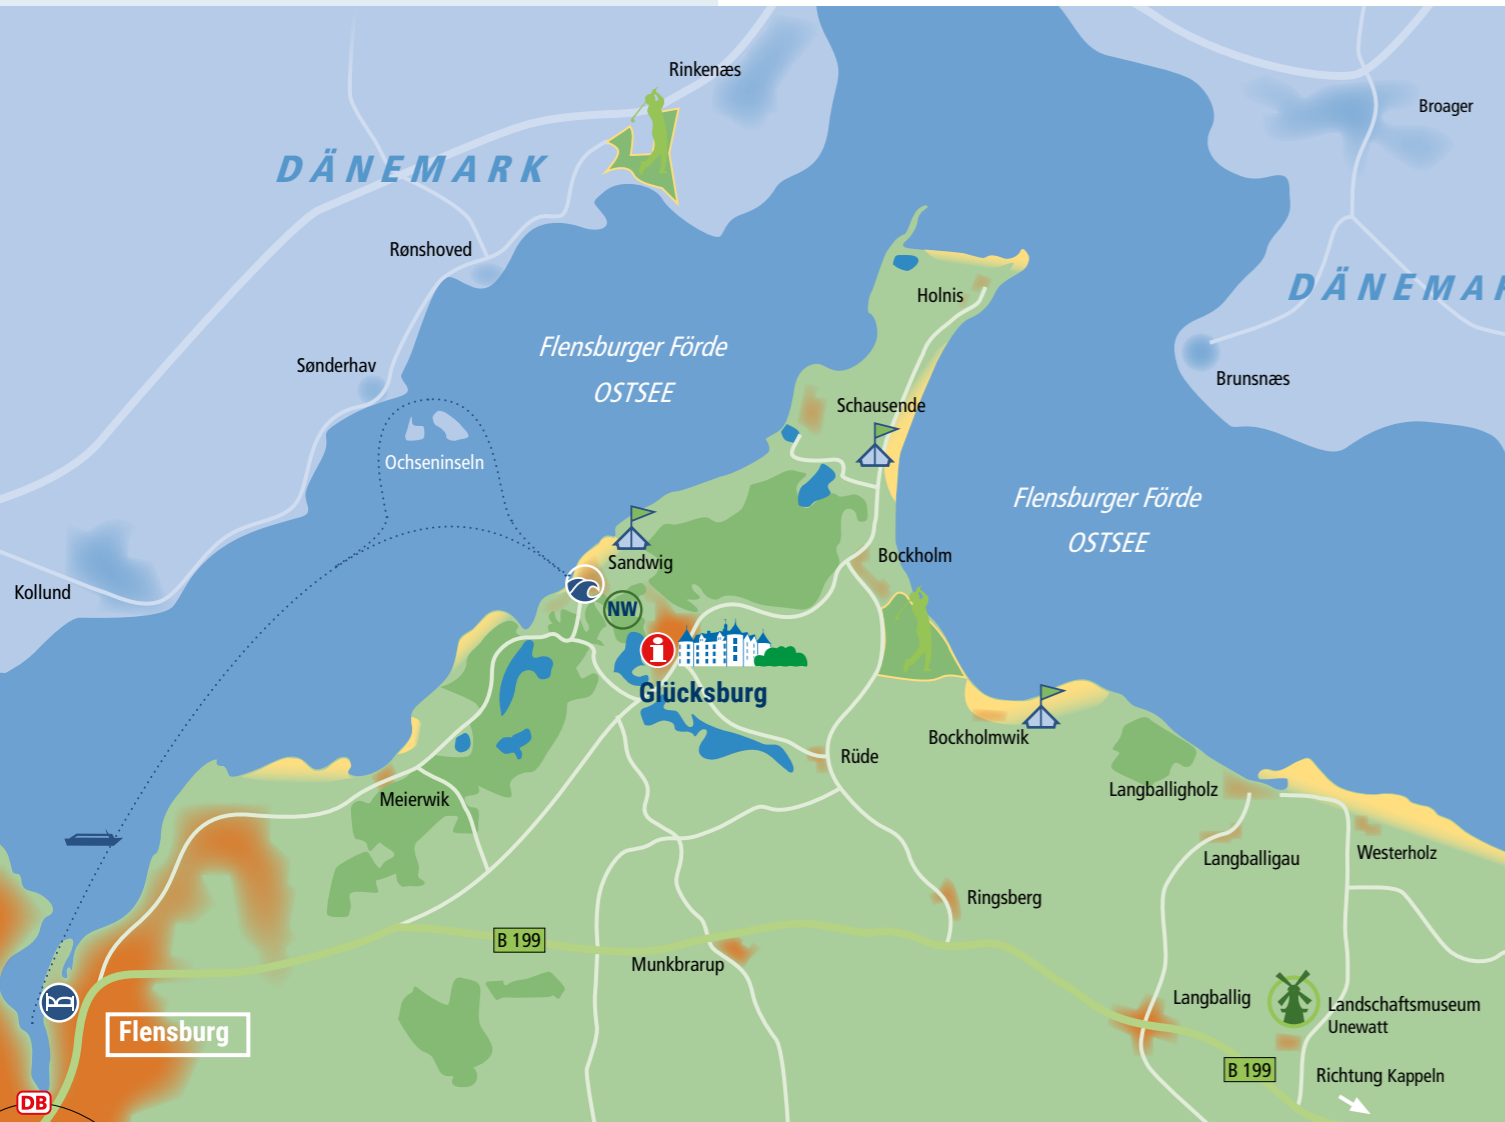 Rinkenæs
Broager
DÄNEMARK
Rønshoved
DÄNEMAR
Holnis
Flensburger Förde
OSTSEE
Sønderhav
Brunsnæs
Schausende
Ochseninseln
Flensburger Förde
OSTSEE
Sandwig
Bockholm
Kollund
NW
i
Glücksburg
Bockholmwik
Rüde
Meierwik
Langballigholz
Langballigau
Westerholz
Ringsberg
B 199
Munkbrarup
Langballig
Landschaftsmuseum
Unewatt
Flensburg
B 199
Richtung Kappeln
DB